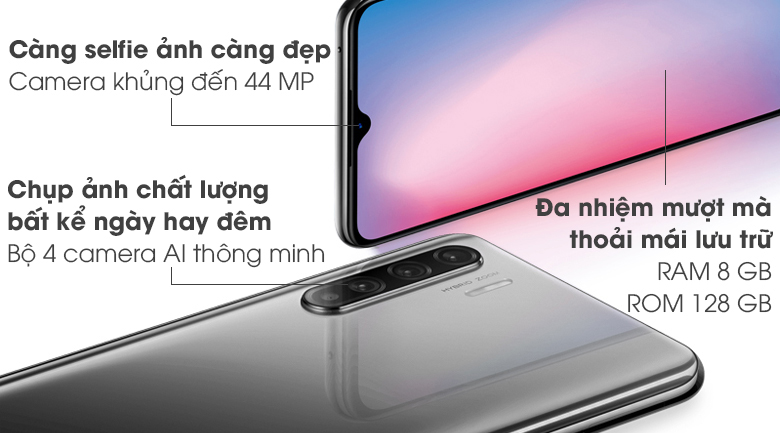 Càng selfie ảnh càng đẹp
Camera khủng đến 44 MP
Chụp ảnh chất lượng
bất kể ngày hay đêm
Bộ 4 camera AI thông minh
Đa nhiệm mượt mà
thoải mái lưu trữ
RAM 8 GB
ROM 128 GB
HYBRID ZOOM